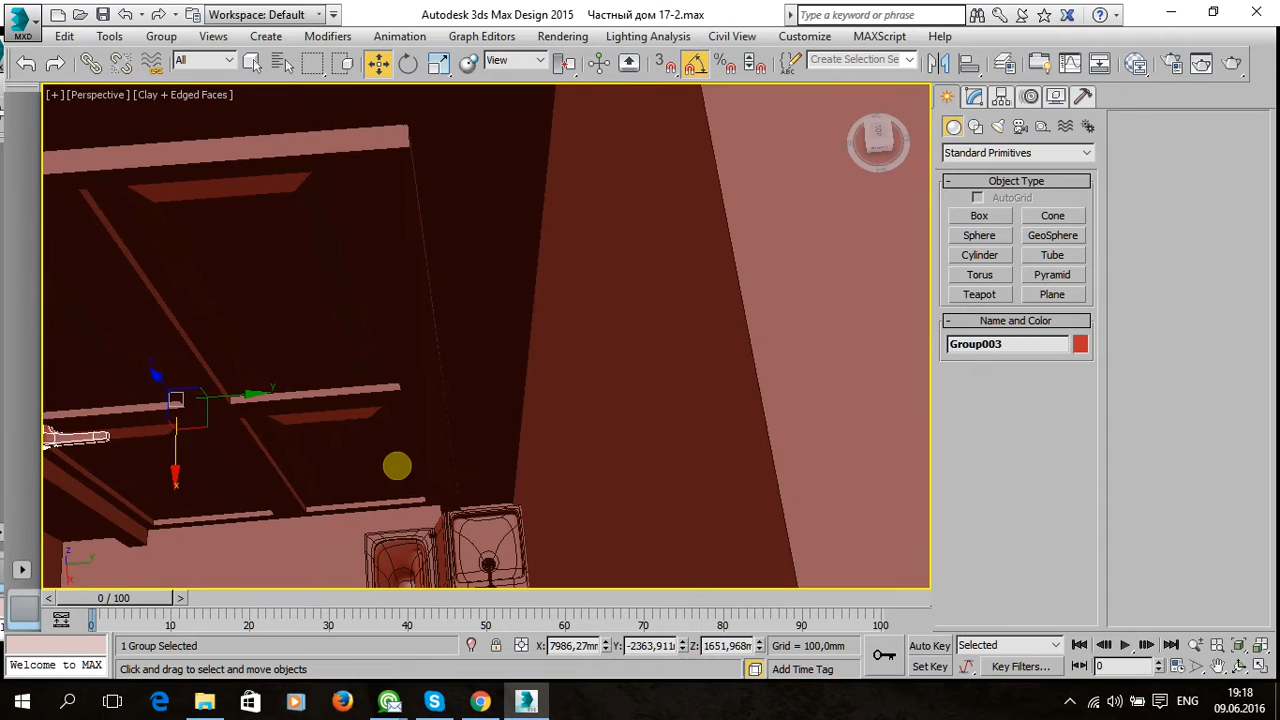 MXD
Workspace: Default
Autodesk 3ds Max Design 2015 Частный дом 17-2.max
Type a keyword or phrase
Edit Tools Group Views Create Modifiers Animation Graph Editors Rendering Lighting Analysis Civil View Customize MAXScript Help
All View 3 Create Selection Se
[+] [Perspective] [Clay + Edged Faces]
Standard Primitives
Object Type
AutoGrid
Box Cone
Sphere GeoSphere
Cylinder Tube
Torus Pyramid
Teapot Plane
Name and Color
Group003
y
x
z
y
x
0 / 100
0 10 20 30 40 50 60 70 80 90 100
1 Group Selected X: 7986,27mm Y: -2363,911 Z: 1651,968m Grid = 100,0mm Auto Key Selected
Welcome to MAX Click and drag to select and move objects Add Time Tag Set Key Key Filters... 0
ENG 19:18
09.06.2016